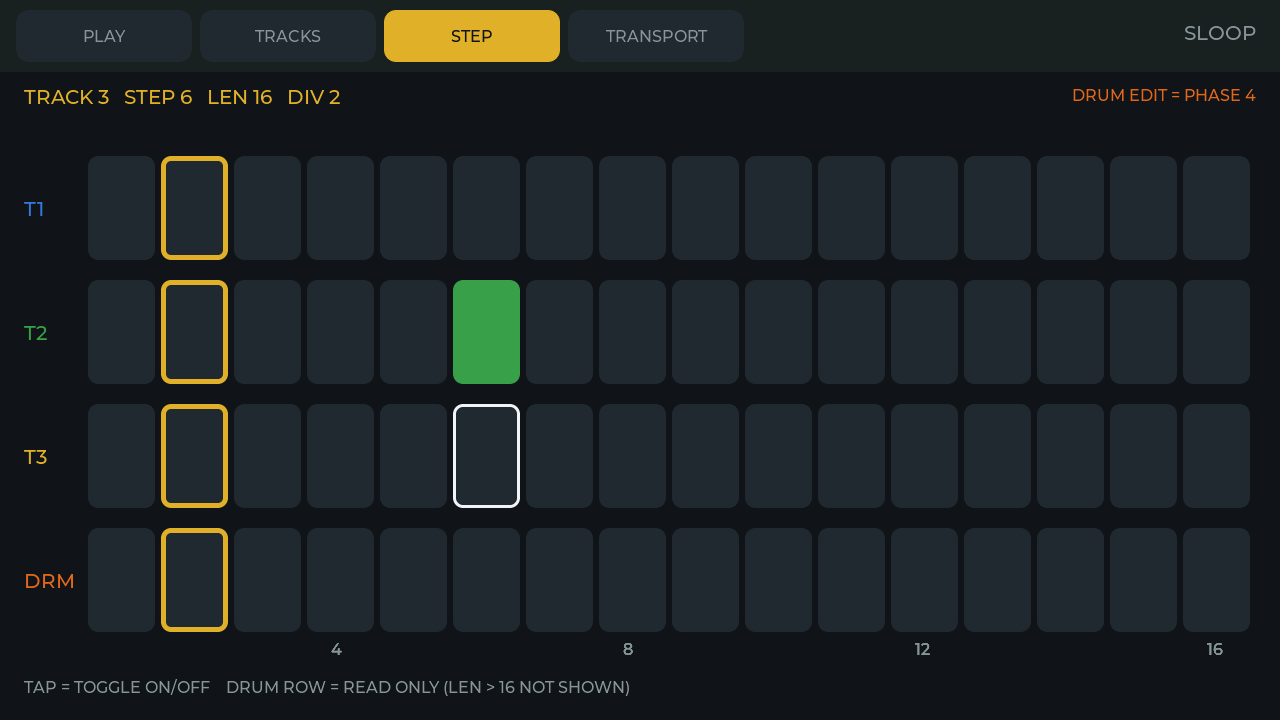 PLAY TRACKS STEP TRANSPORT SLOOP
TRACK 3 STEP 6 LEN 16 DIV 2 DRUM EDIT = PHASE 4
T1
T2
T3
DRM
4 8 12 16
TAP = TOGGLE ON/OFF DRUM ROW = READ ONLY (LEN > 16 NOT SHOWN)